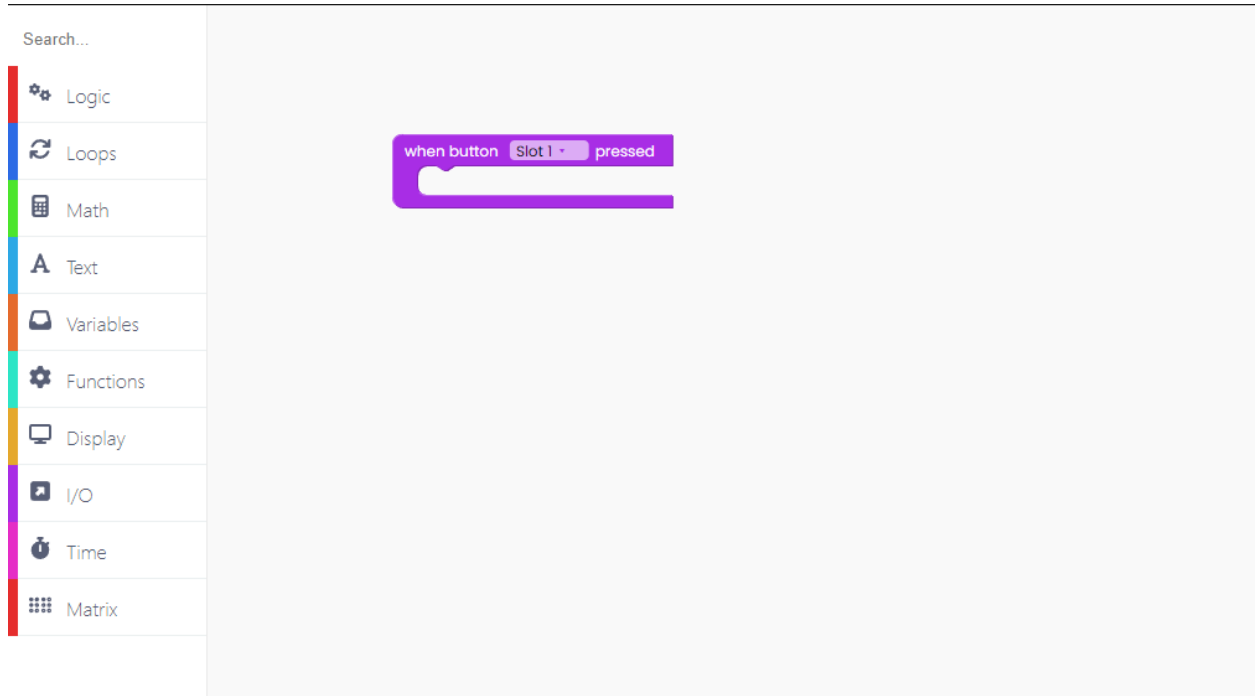 Search...
Logic
Loops
Math
Text
Variables
Functions
Display
I/O
Time
Matrix
when button Slot 1 pressed